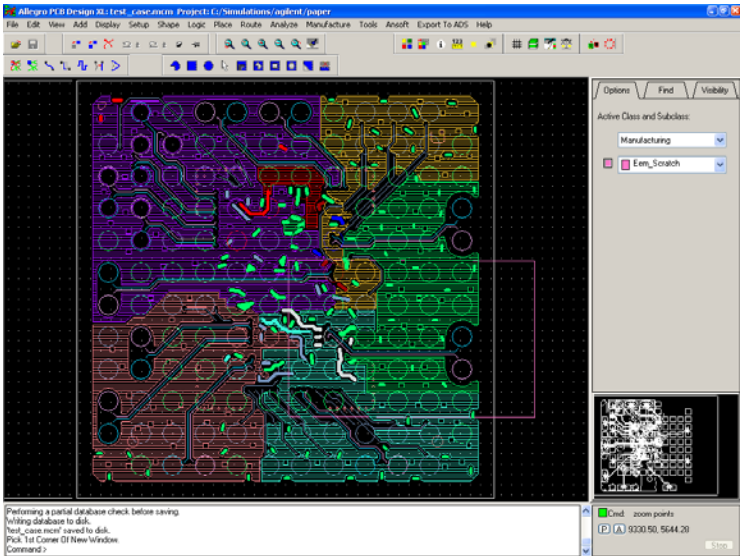 Allegro PCB Design XL: test_case.mcm Project: C:/Simulations/agilent/paper
File Edit View Add Display Setup Shape Logic Place Route Analyze Manufacture Tools Ansoft Export To ADS Help
Options Find Visibility
Active Class and Subclass:
Manufacturing
Eem_Scratch
Performing a partial database check before saving.
Writing database to disk.
'test_case.mcm' saved to disk.
Pick 1st Corner Of New Window.
Command >
Cmd: zoom points
P A 9330.50, 5644.28
Stop